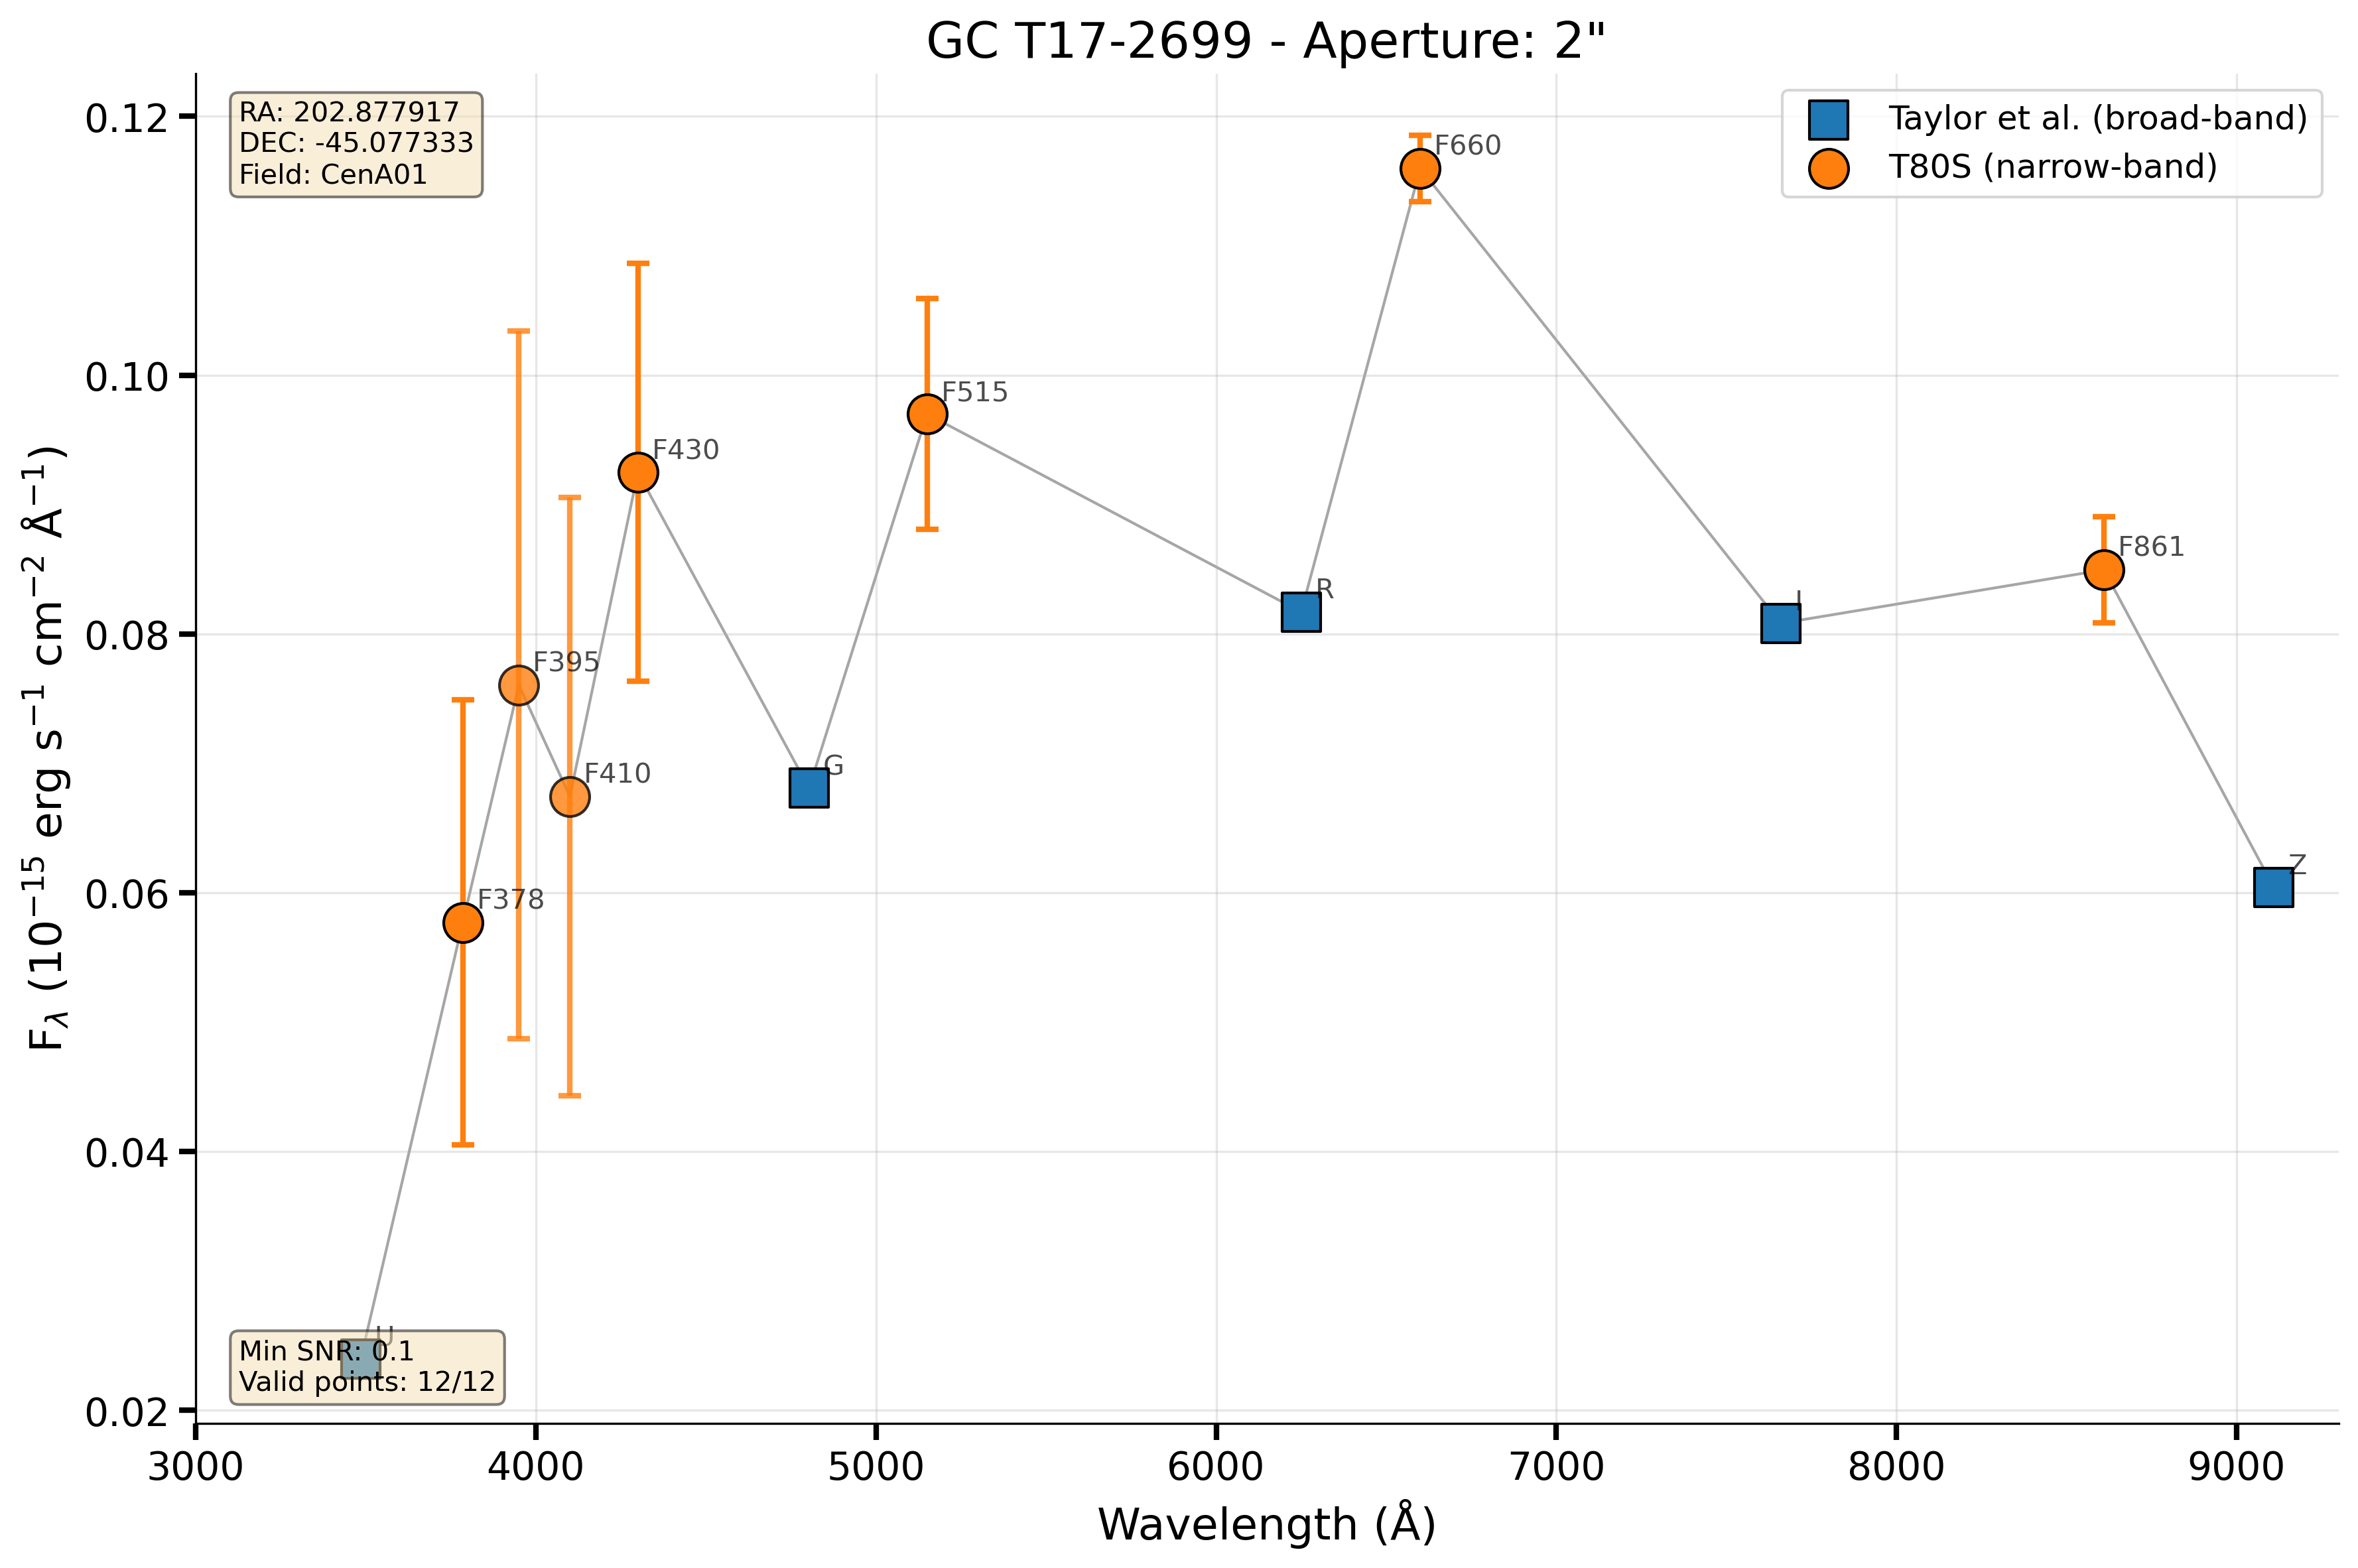 GC T17-2699 - Aperture: 2"
RA: 202.877917
DEC: -45.077333
Field: CenA01
Taylor et al. (broad-band)
T80S (narrow-band)
F660
F430
F515
F395
F410
F378
G
R
I
F861
Z
U
Min SNR: 0.1
Valid points: 12/12
0.12
0.10
0.08
0.06
0.04
0.02
3000 4000 5000 6000 7000 8000 9000
Wavelength (Å)
F_λ (10⁻¹⁵ erg s⁻¹ cm⁻² Å⁻¹)